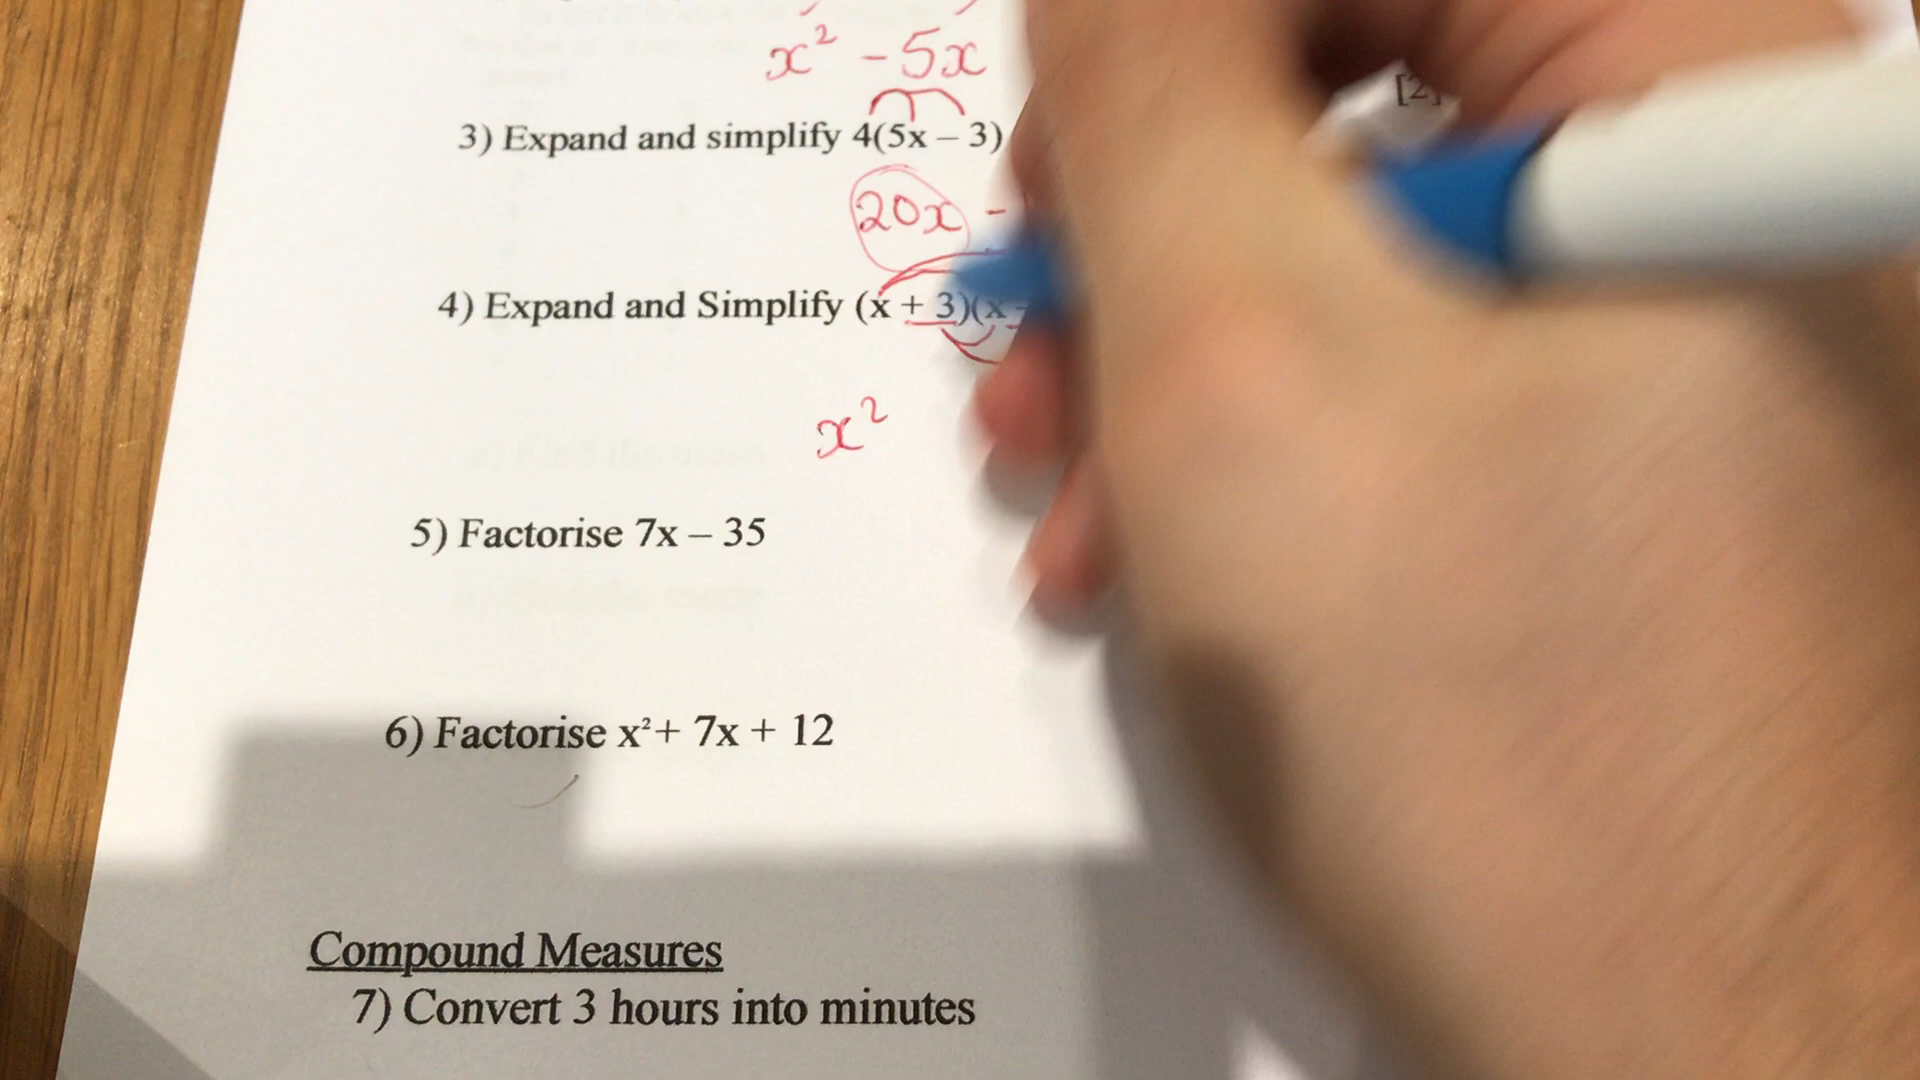 x² - 5x
[2]
3) Expand and simplify 4(5x – 3)
20x -
4) Expand and Simplify (x + 3)(x
x²
5) Factorise 7x – 35
6) Factorise x²+ 7x + 12
Compound Measures
7) Convert 3 hours into minutes